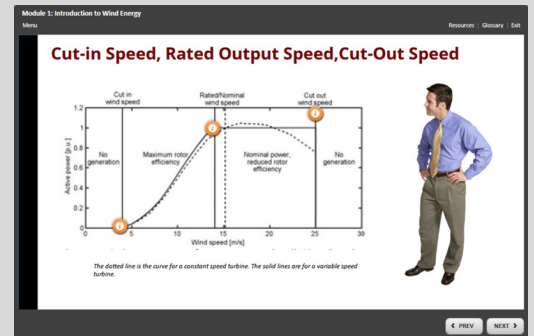 Module 1: Introduction to Wind Energy
Menu
Resources | Glossary | Exit
Cut-in Speed, Rated Output Speed,Cut-Out Speed
Cut in
wind speed
Rated/Nominal
wind speed
Cut out
wind speed
1.2
1
0.8
0.6
0.4
0.2
0
Active power [p.u.]
No
generation
Maximum rotor
efficiency
Nominal power,
reduced rotor
efficiency
No
generation
0 5 10 15 20 25 30
Wind speed [m/s]
The dotted line is the curve for a constant speed turbine. The solid lines are for a variable speed
turbine.
PREV
NEXT